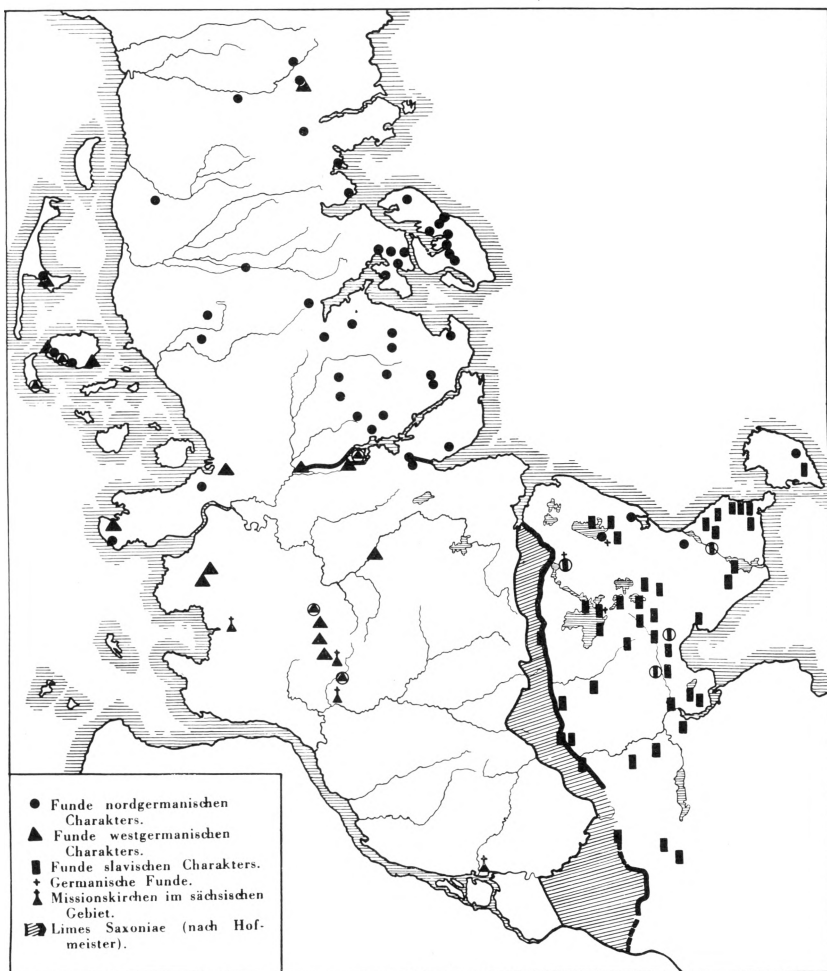 Funde nordgermanischen
Charakters.
Funde westgermanischen
Charakters.
Funde slavischen Charakters.
Germanische Funde.
Missionskirchen im sächsischen
Gebiet.
Limes Saxoniae (nach Hof-
meister).